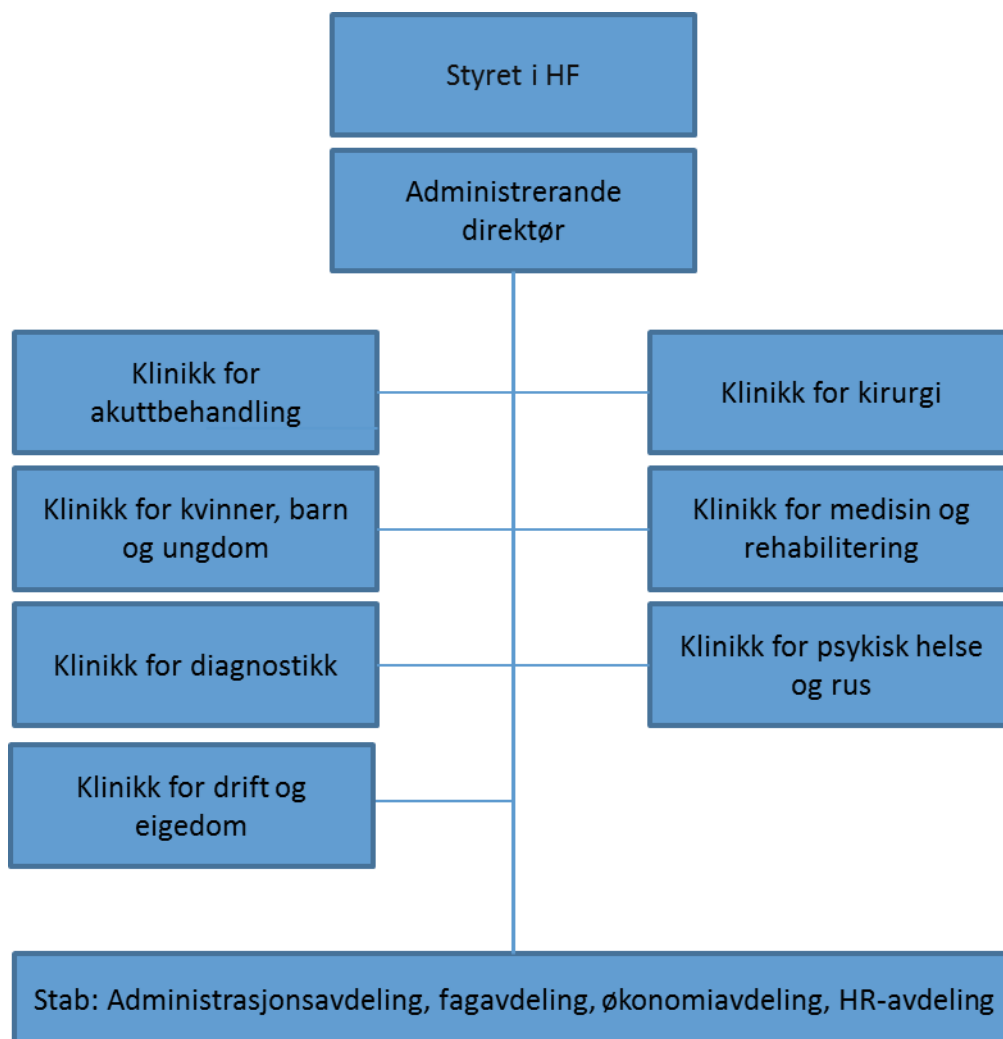 Styret i HF
Administrerande
direktør
Klinikk for
akuttbehandling
Klinikk for kirurgi
Klinikk for kvinner, barn
og ungdom
Klinikk for medisin og
rehabilitering
Klinikk for diagnostikk
Klinikk for psykisk helse
og rus
Klinikk for drift og
eigedom
Stab: Administrasjonsavdeling, fagavdeling, økonomiavdeling, HR-avdeling